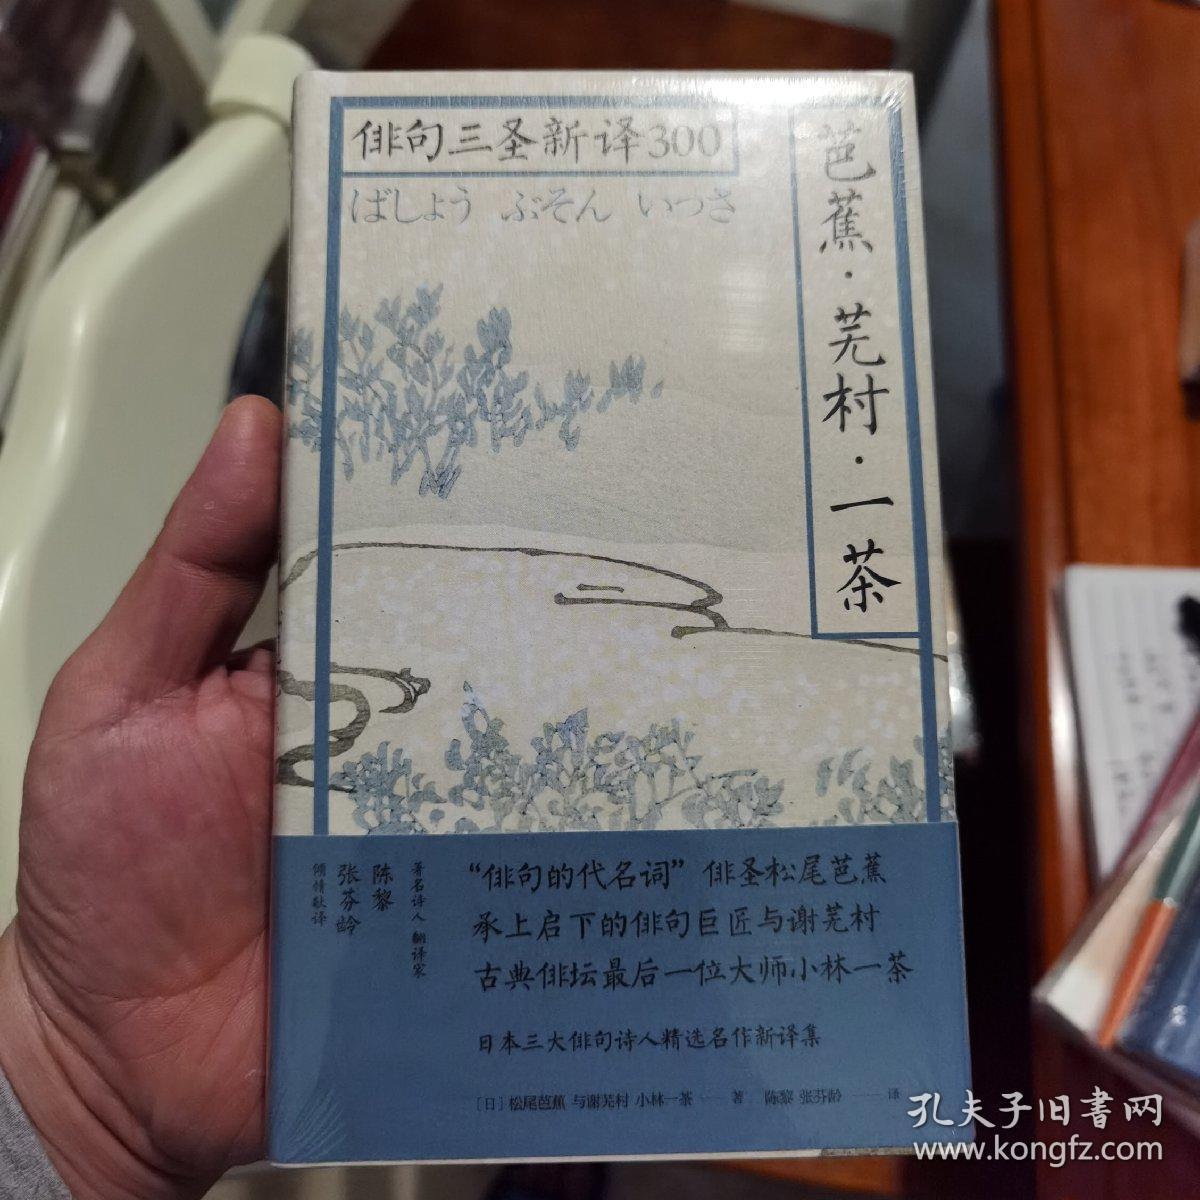 俳句三圣新译300
ばしょう ぶそん いっさ
芭蕉·芜村·一茶
“俳句的代名词” 俳圣松尾芭蕉
承上启下的俳句巨匠与谢芜村
古典俳坛最后一位大师小林一茶
日本三大俳句诗人精选名作新译集
著名诗人、翻译家
陈黎
张芬龄
倾情献译
[日] 松尾芭蕉 与谢芜村 小林一茶 —— 著 陈黎 张芬龄 —— 译
孔夫子旧书网
www.kongfz.com